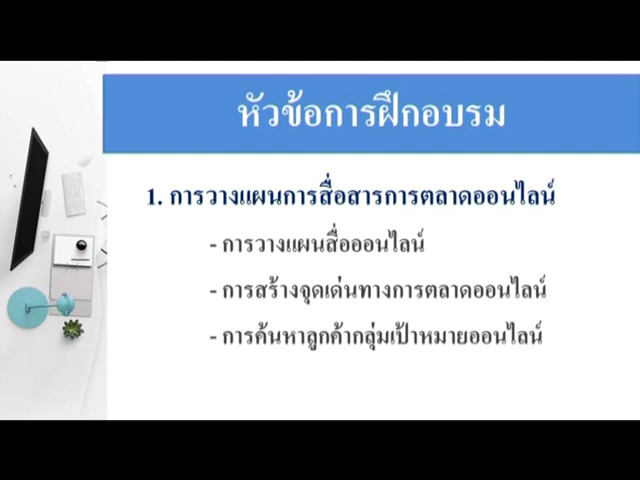 หัวข้อการฝึกอบรม
1. การวางแผนการสื่อสารการตลาดออนไลน์
- การวางแผนสื่อออนไลน์
- การสร้างจุดเด่นทางการตลาดออนไลน์
- การค้นหาลูกค้ากลุ่มเป้าหมายออนไลน์